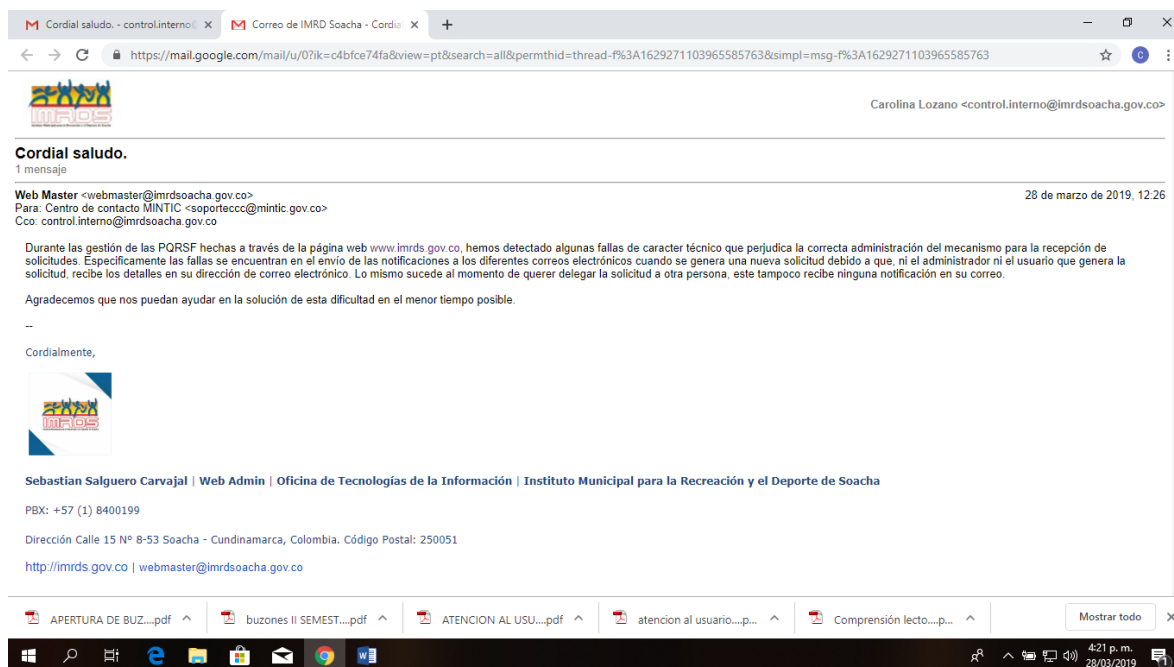 Cordial saludo. - control.interno
Correo de IMRD Soacha - Cordia
https://mail.google.com/mail/u/0?ik=c4bfce74fa&view=pt&search=all&permthid=thread-f%3A1629271103965585763&simpl=msg-f%3A1629271103965585763
C
IMRDS
Carolina Lozano <control.interno@imrdsoacha.gov.co>
Cordial saludo.
1 mensaje
Web Master <webmaster@imrdsoacha.gov.co>
28 de marzo de 2019, 12:26
Para: Centro de contacto MINTIC <soporteccc@mintic.gov.co>
Cco: control.interno@imrdsoacha.gov.co
Durante las gestión de las PQRSF hechas a través de la página web www.imrds.gov.co, hemos detectado algunas fallas de caracter técnico que perjudica la correcta administración del mecanismo para la recepción de
solicitudes. Específicamente las fallas se encuentran en el envío de las notificaciones a los diferentes correos electrónicos cuando se genera una nueva solicitud debido a que, ni el administrador ni el usuario que genera la
solicitud, recibe los detalles en su dirección de correo electrónico. Lo mismo sucede al momento de querer delegar la solicitud a otra persona, este tampoco recibe ninguna notificación en su correo.
Agradecemos que nos puedan ayudar en la solución de esta dificultad en el menor tiempo posible.
--
Cordialmente,
IMRDS
Sebastian Salguero Carvajal | Web Admin | Oficina de Tecnologías de la Información | Instituto Municipal para la Recreación y el Deporte de Soacha
PBX: +57 (1) 8400199
Dirección Calle 15 Nº 8-53 Soacha - Cundinamarca, Colombia. Código Postal: 250051
http://imrds.gov.co | webmaster@imrdsoacha.gov.co
APERTURA DE BUZ....pdf
buzones II SEMEST....pdf
ATENCION AL USU....pdf
atencion al usuario....p...
Comprensión lecto....p...
Mostrar todo
4:21 p. m.
28/03/2019